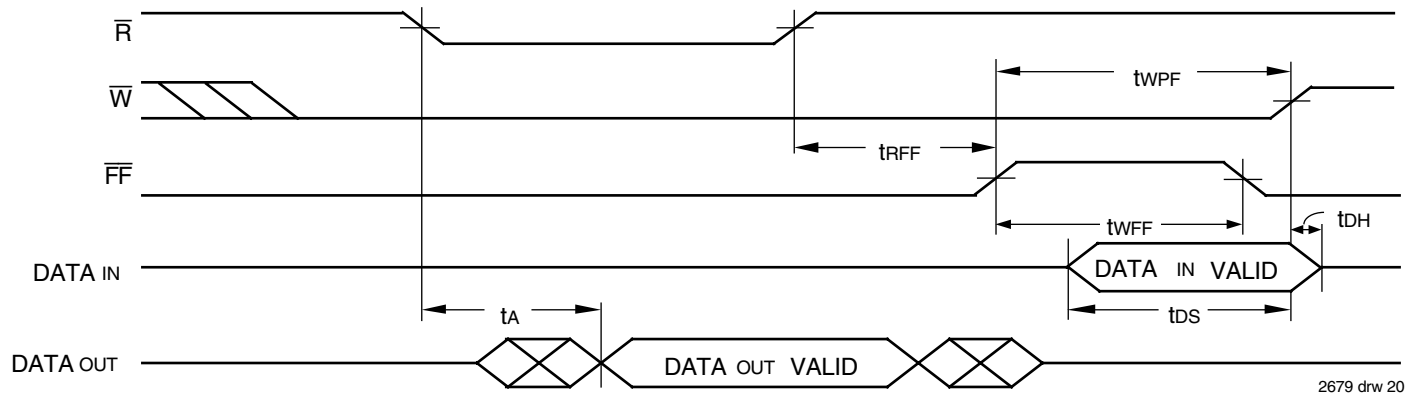 R̅
tWPF
W̅
tRFF
F̅F̅
tWFF
tDH
DATA IN
DATA IN VALID
tA
tDS
DATA OUT
DATA OUT VALID
2679 drw 20